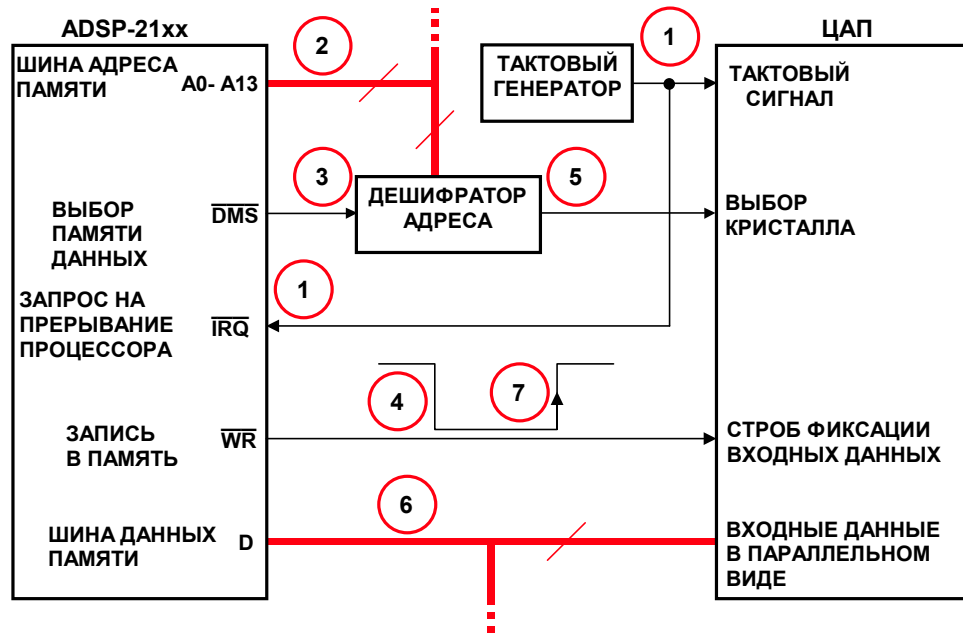 ADSP-21xx
ЦАП
2
1
ШИНА АДРЕСА
ПАМЯТИ
A0- A13
ТАКТОВЫЙ
ГЕНЕРАТОР
ТАКТОВЫЙ
СИГНАЛ
3
5
ДЕШИФРАТОР
АДРЕСА
ВЫБОР
ПАМЯТИ
ДАННЫХ
DMS
ВЫБОР
КРИСТАЛЛА
1
ЗАПРОС НА
ПРЕРЫВАНИЕ
ПРОЦЕССОРА
IRQ
4
7
ЗАПИСЬ
В ПАМЯТЬ
WR
СТРОБ ФИКСАЦИИ
ВХОДНЫХ ДАННЫХ
6
ШИНА ДАННЫХ
ПАМЯТИ
D
ВХОДНЫЕ ДАННЫЕ
В ПАРАЛЛЕЛЬНОМ
ВИДЕ